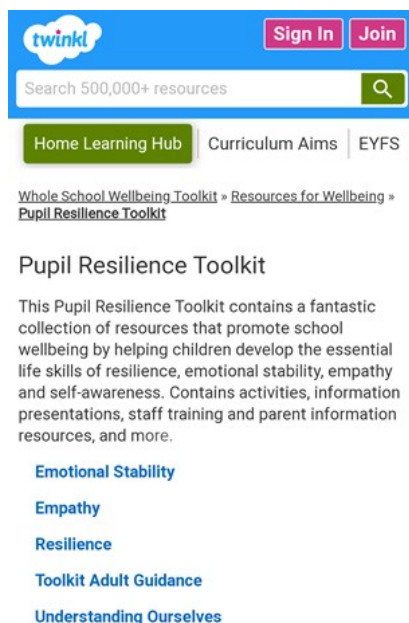 twinkl
Sign In Join
Search 500,000+ resources
Home Learning Hub Curriculum Aims EYFS
Whole School Wellbeing Toolkit » Resources for Wellbeing »
Pupil Resilience Toolkit
Pupil Resilience Toolkit
This Pupil Resilience Toolkit contains a fantastic
collection of resources that promote school
wellbeing by helping children develop the essential
life skills of resilience, emotional stability, empathy
and self-awareness. Contains activities, information
presentations, staff training and parent information
resources, and more.
Emotional Stability
Empathy
Resilience
Toolkit Adult Guidance
Understanding Ourselves